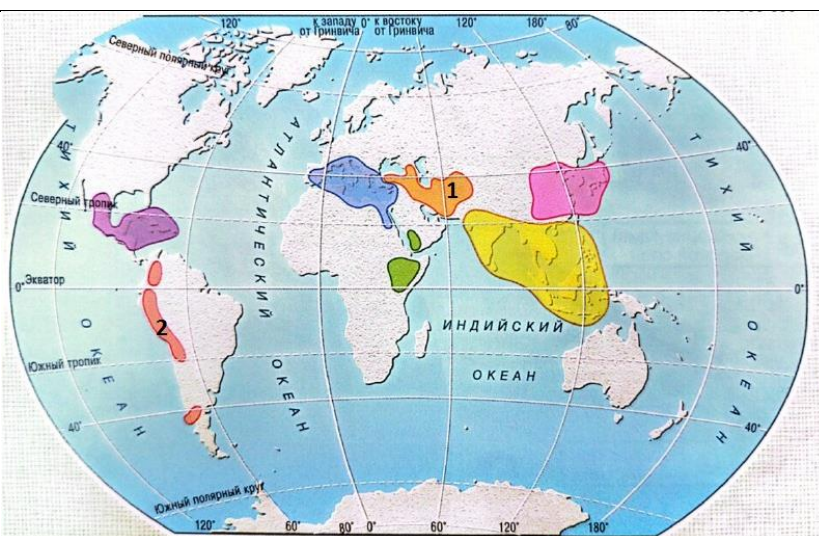 120°
к западу 0° к востоку
от Гринвича от Гринвича
120°
180°
80°
Северный полярный круг
ТИХИЙ
АТЛАНТИЧЕСКИЙ
ТИХИЙ
40°
40°
1
Северный тропик
0°
Экватор
0°
2
ИНДИЙСКИЙ
ОКЕАН
ОКЕАН
ОКЕАН
ОКЕАН
Южный тропик
40°
40°
Южный полярный круг
120°
60°
80°
0°
60°
120°
180°